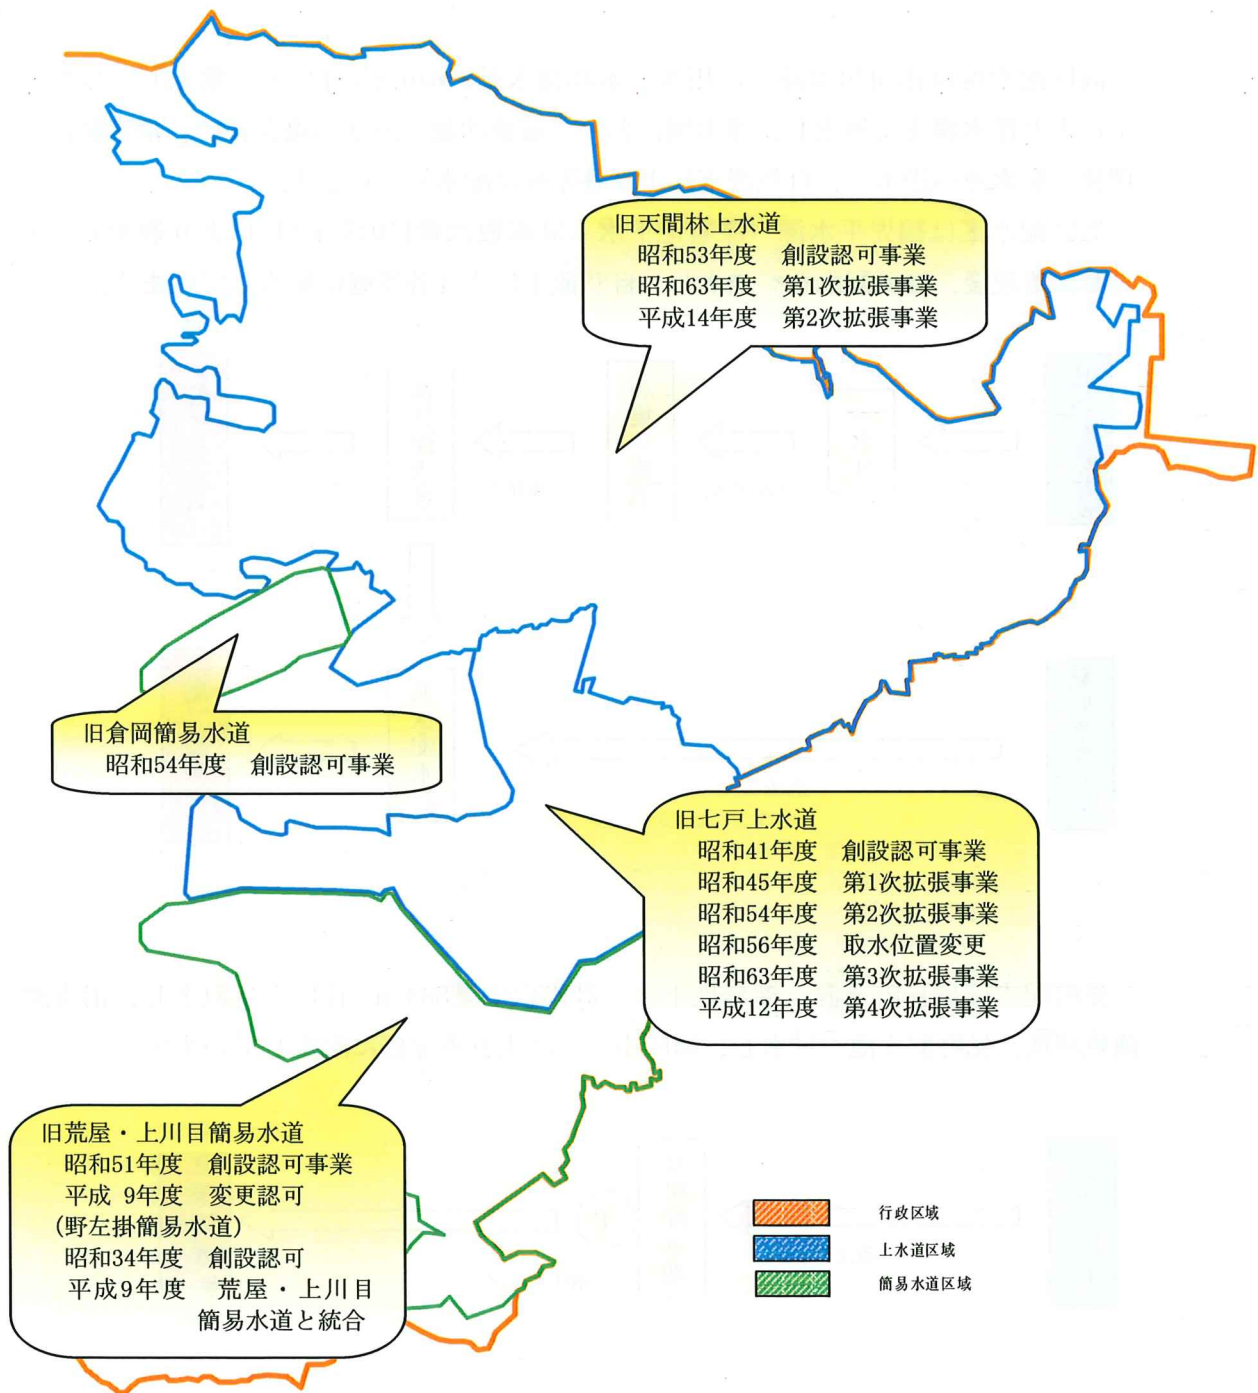 旧天間林上水道
昭和53年度 創設認可事業
昭和63年度 第1次拡張事業
平成14年度 第2次拡張事業
旧倉岡簡易水道
昭和54年度 創設認可事業
旧七戸上水道
昭和41年度 創設認可事業
昭和45年度 第1次拡張事業
昭和54年度 第2次拡張事業
昭和56年度 取水位置変更
昭和63年度 第3次拡張事業
平成12年度 第4次拡張事業
旧荒屋・上川目簡易水道
昭和51年度 創設認可事業
平成 9年度 変更認可
(野左掛簡易水道)
昭和34年度 創設認可
平成9年度 荒屋・上川目
簡易水道と統合
行政区域
上水道区域
簡易水道区域